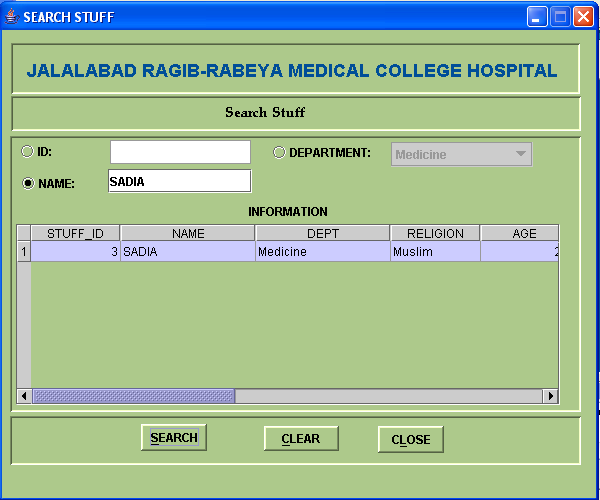 SEARCH STUFF
JALALABAD RAGIB-RABEYA MEDICAL COLLEGE HOSPITAL
Search Stuff
ID: DEPARTMENT: Medicine
NAME: SADIA
INFORMATION
STUFF_ID NAME DEPT RELIGION AGE
1 3 SADIA Medicine Muslim 2
SEARCH CLEAR CLOSE